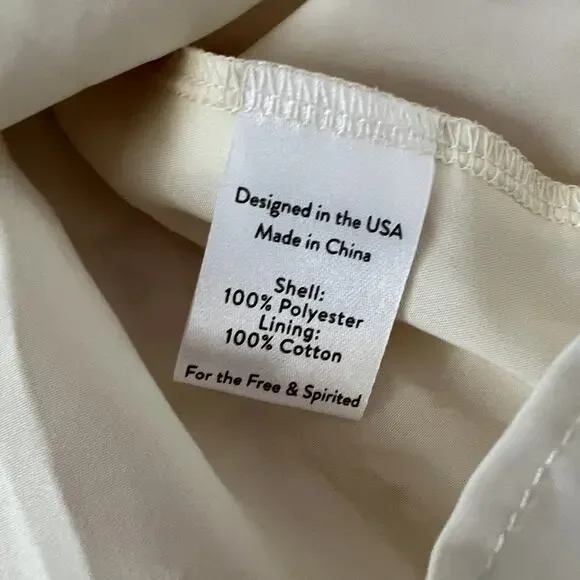 Designed in the USA
Made in China
Shell:
100% Polyester
Lining:
100% Cotton
For the Free & Spirited